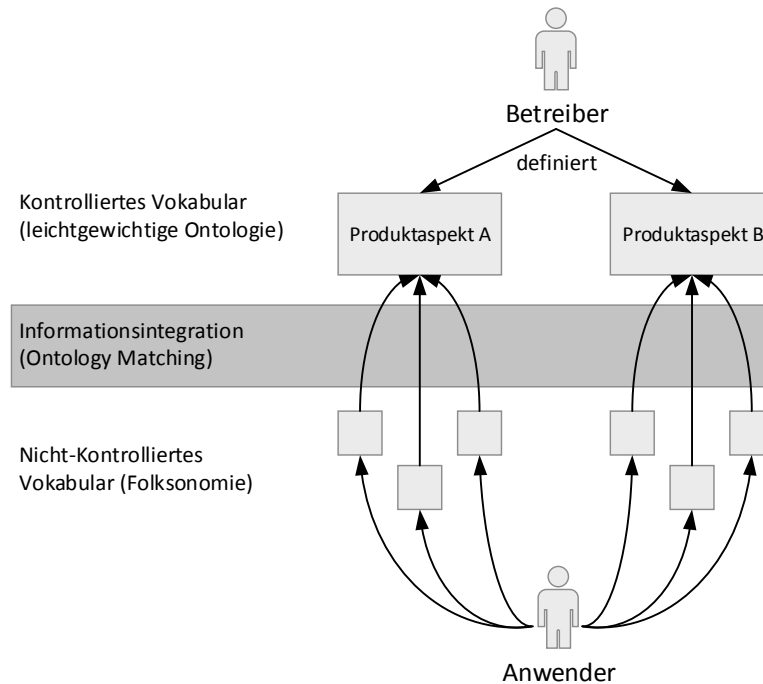 Betreiber
definiert
Kontrolliertes Vokabular
(leichtgewichtige Ontologie)
Produktaspekt A
Produktaspekt B
Informationsintegration
(Ontology Matching)
Nicht-Kontrolliertes
Vokabular (Folksonomie)
Anwender